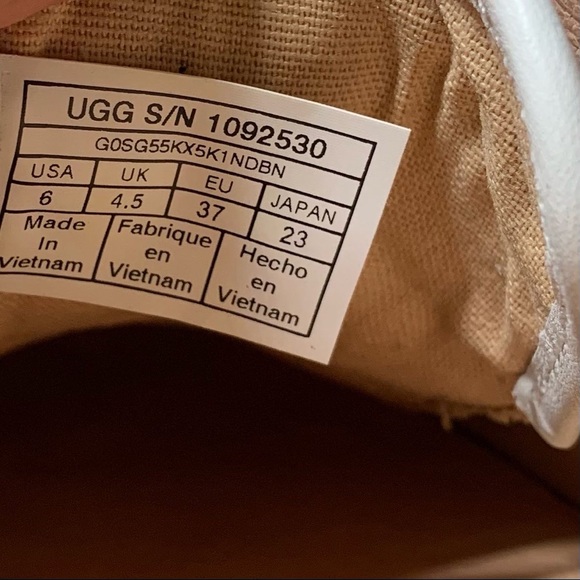 UGG S/N 1092530
G0SG55KX5K1NDBN
USA UK EU JAPAN
6 4.5 37 23
Made Fabrique Hecho
In en en
Vietnam Vietnam Vietnam